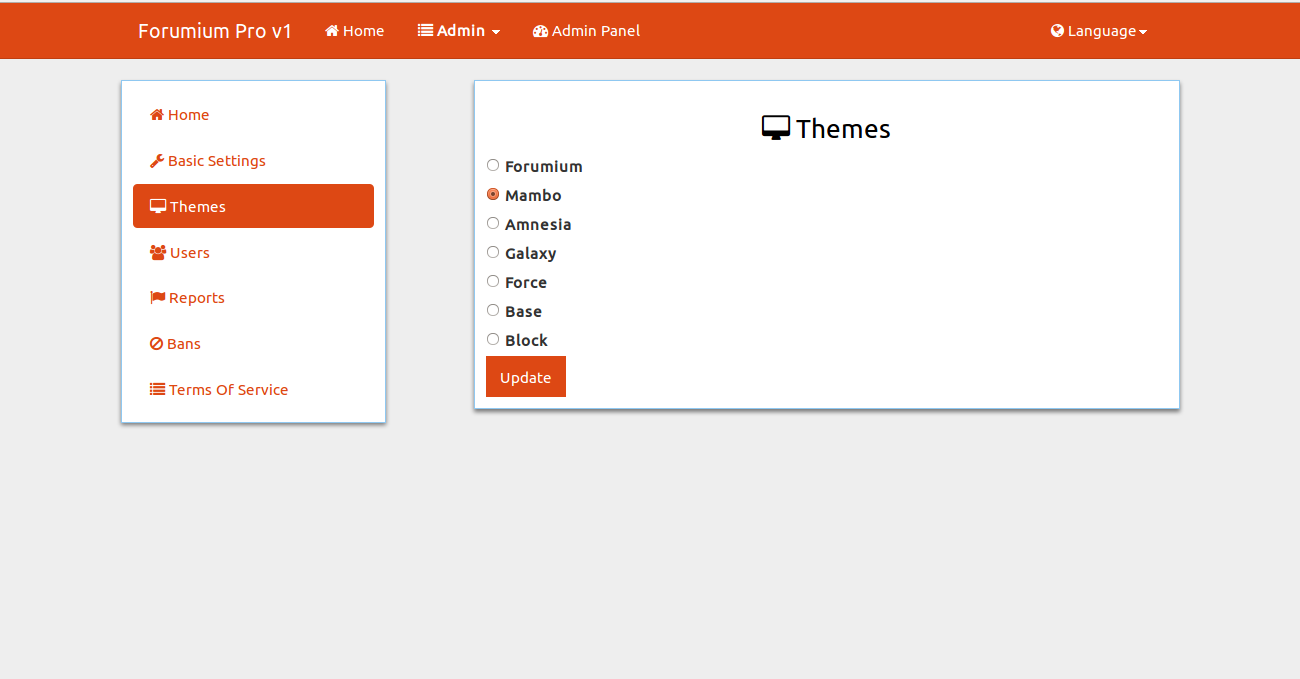 Forumium Pro v1 Home Admin Admin Panel Language
Home
Basic Settings
Themes
Users
Reports
Bans
Terms Of Service
Themes
Forumium
Mambo
Amnesia
Galaxy
Force
Base
Block
Update